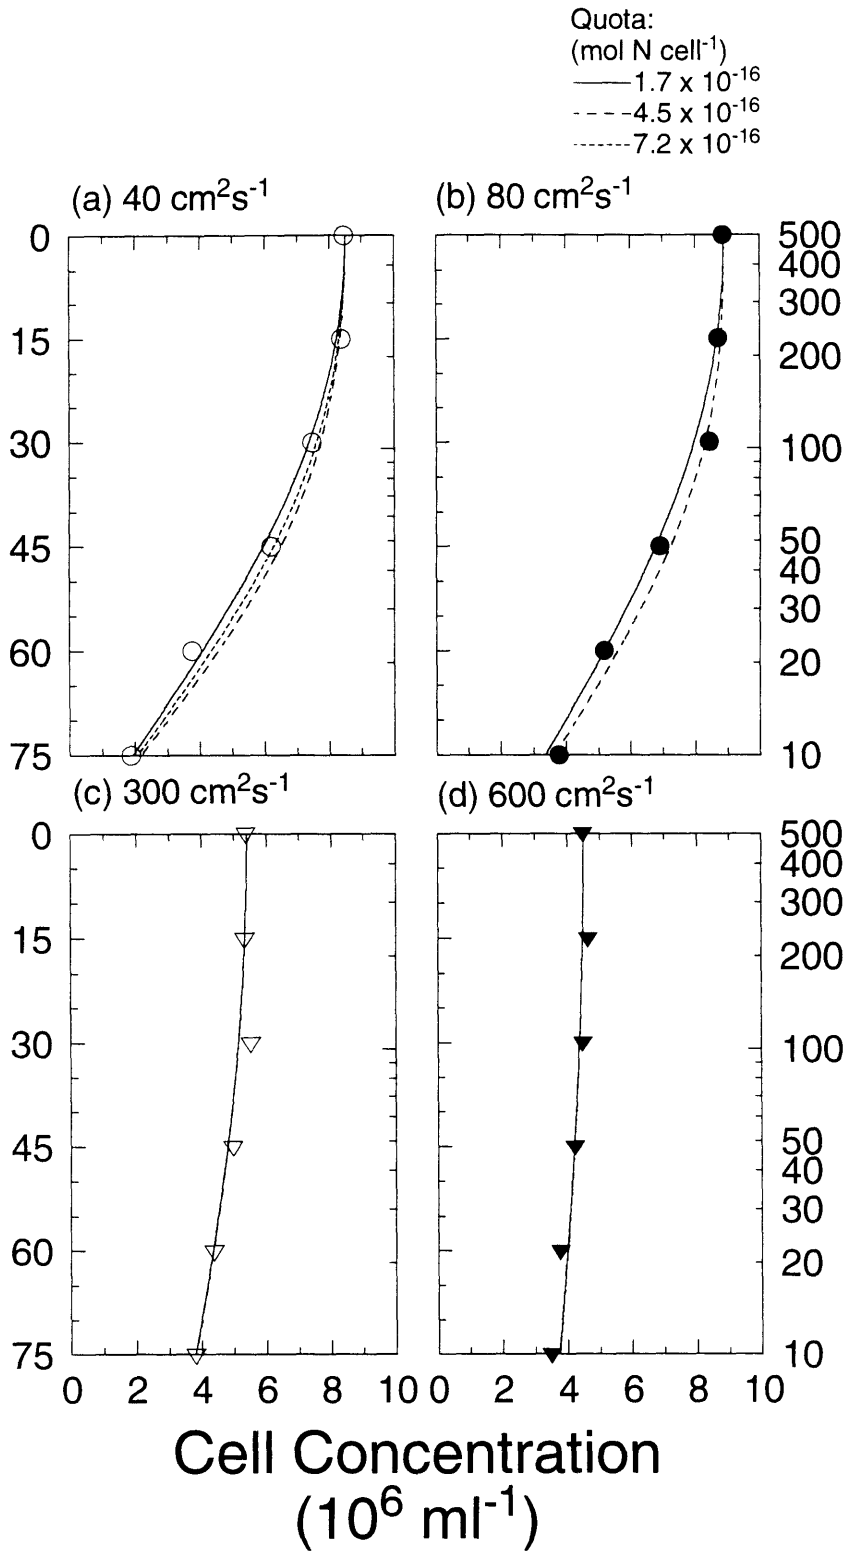 Quota:
(mol N cell⁻¹)
1.7 x 10⁻¹⁶
4.5 x 10⁻¹⁶
7.2 x 10⁻¹⁶
(a) 40 cm²s⁻¹
(b) 80 cm²s⁻¹
0
15
30
45
60
75
500
400
300
200
100
50
40
30
20
10
(c) 300 cm²s⁻¹
(d) 600 cm²s⁻¹
0
15
30
45
60
75
500
400
300
200
100
50
40
30
20
10
0 2 4 6 8 10 0 2 4 6 8 10
Cell Concentration
(10⁶ ml⁻¹)